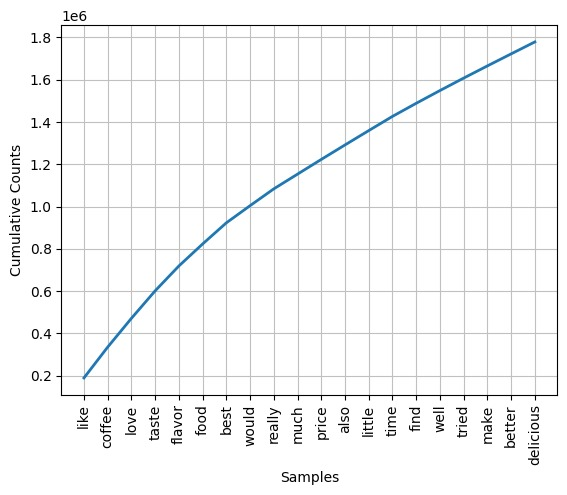 1e6
1.8
1.6
1.4
1.2
1.0
0.8
0.6
0.4
0.2
Cumulative Counts
like
coffee
love
taste
flavor
food
best
would
really
much
price
also
little
time
find
well
tried
make
better
delicious
Samples